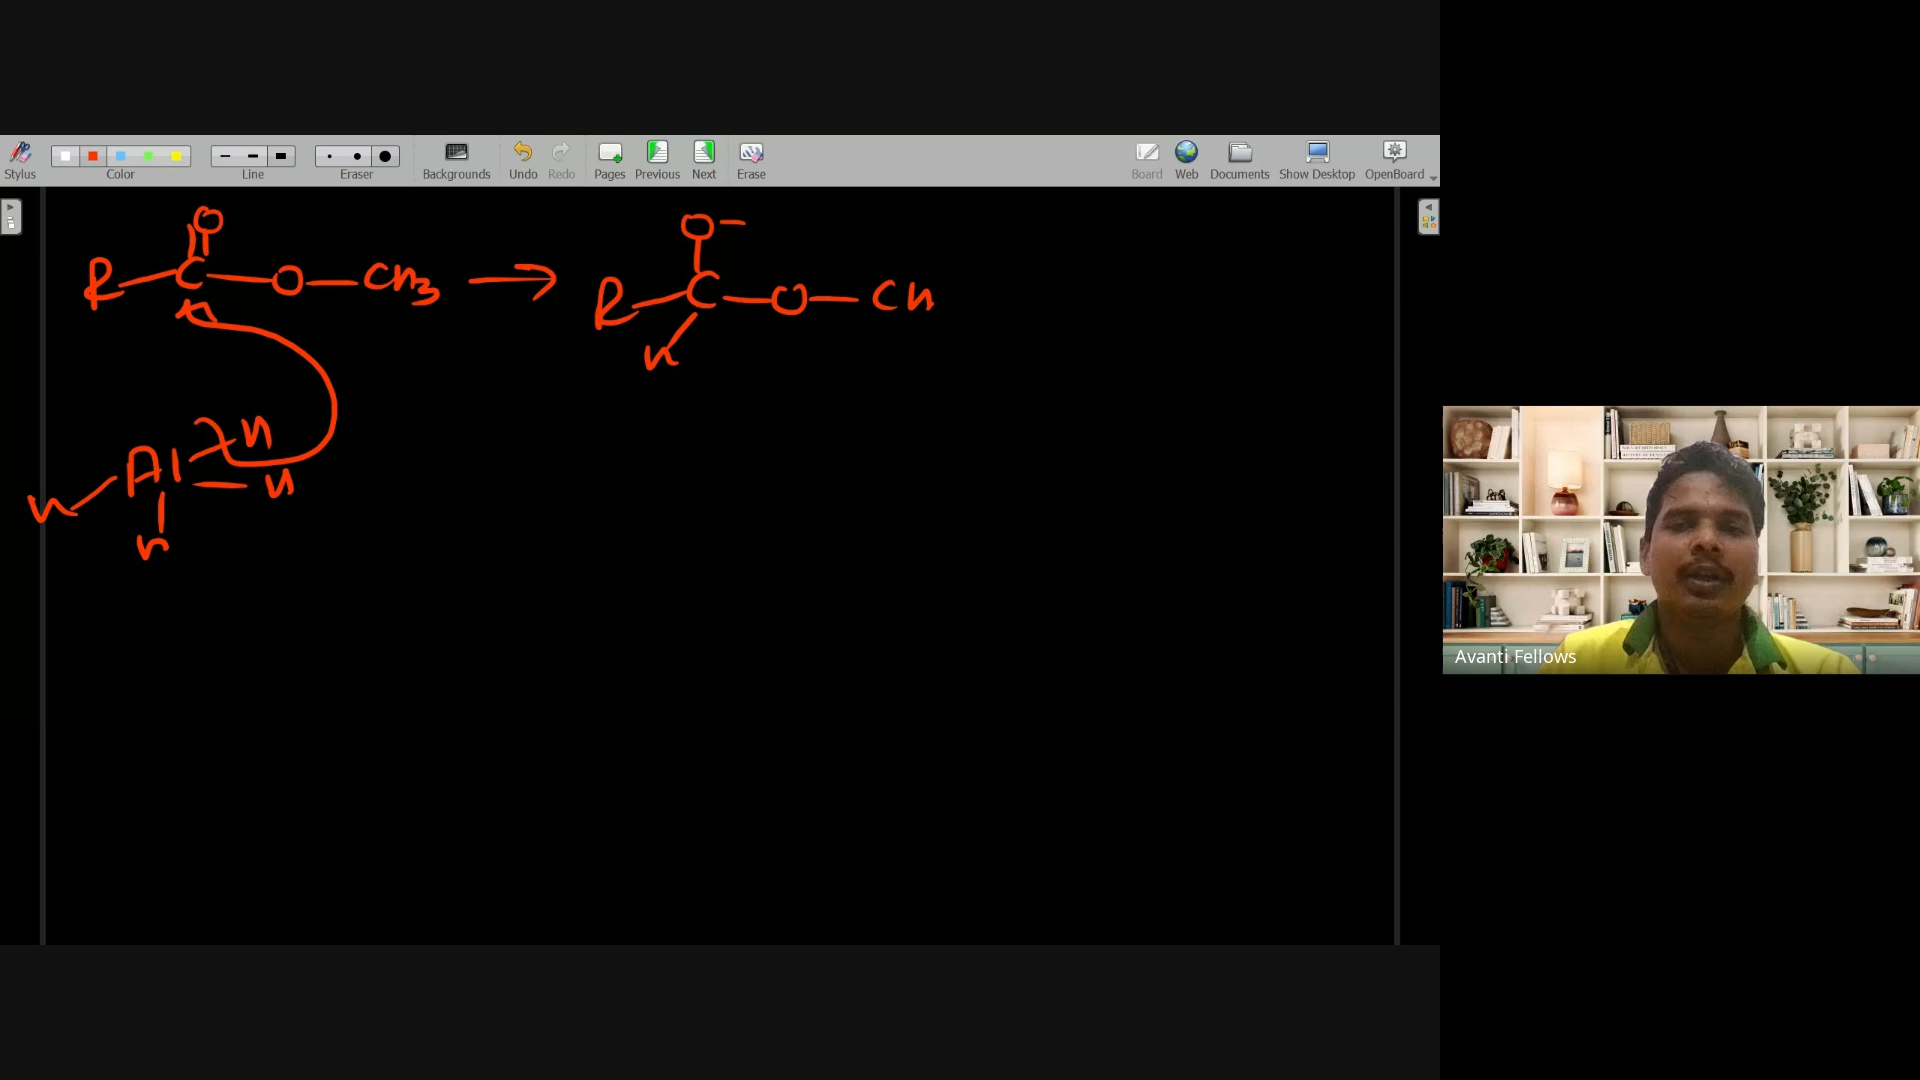 Stylus Color Line Eraser Backgrounds Undo Redo Pages Previous Next Erase Board Web Documents Show Desktop OpenBoard
O
R—C—O—CH3 → 
O−
R—C—O—CH
H
Al H
H H
H
Avanti Fellows